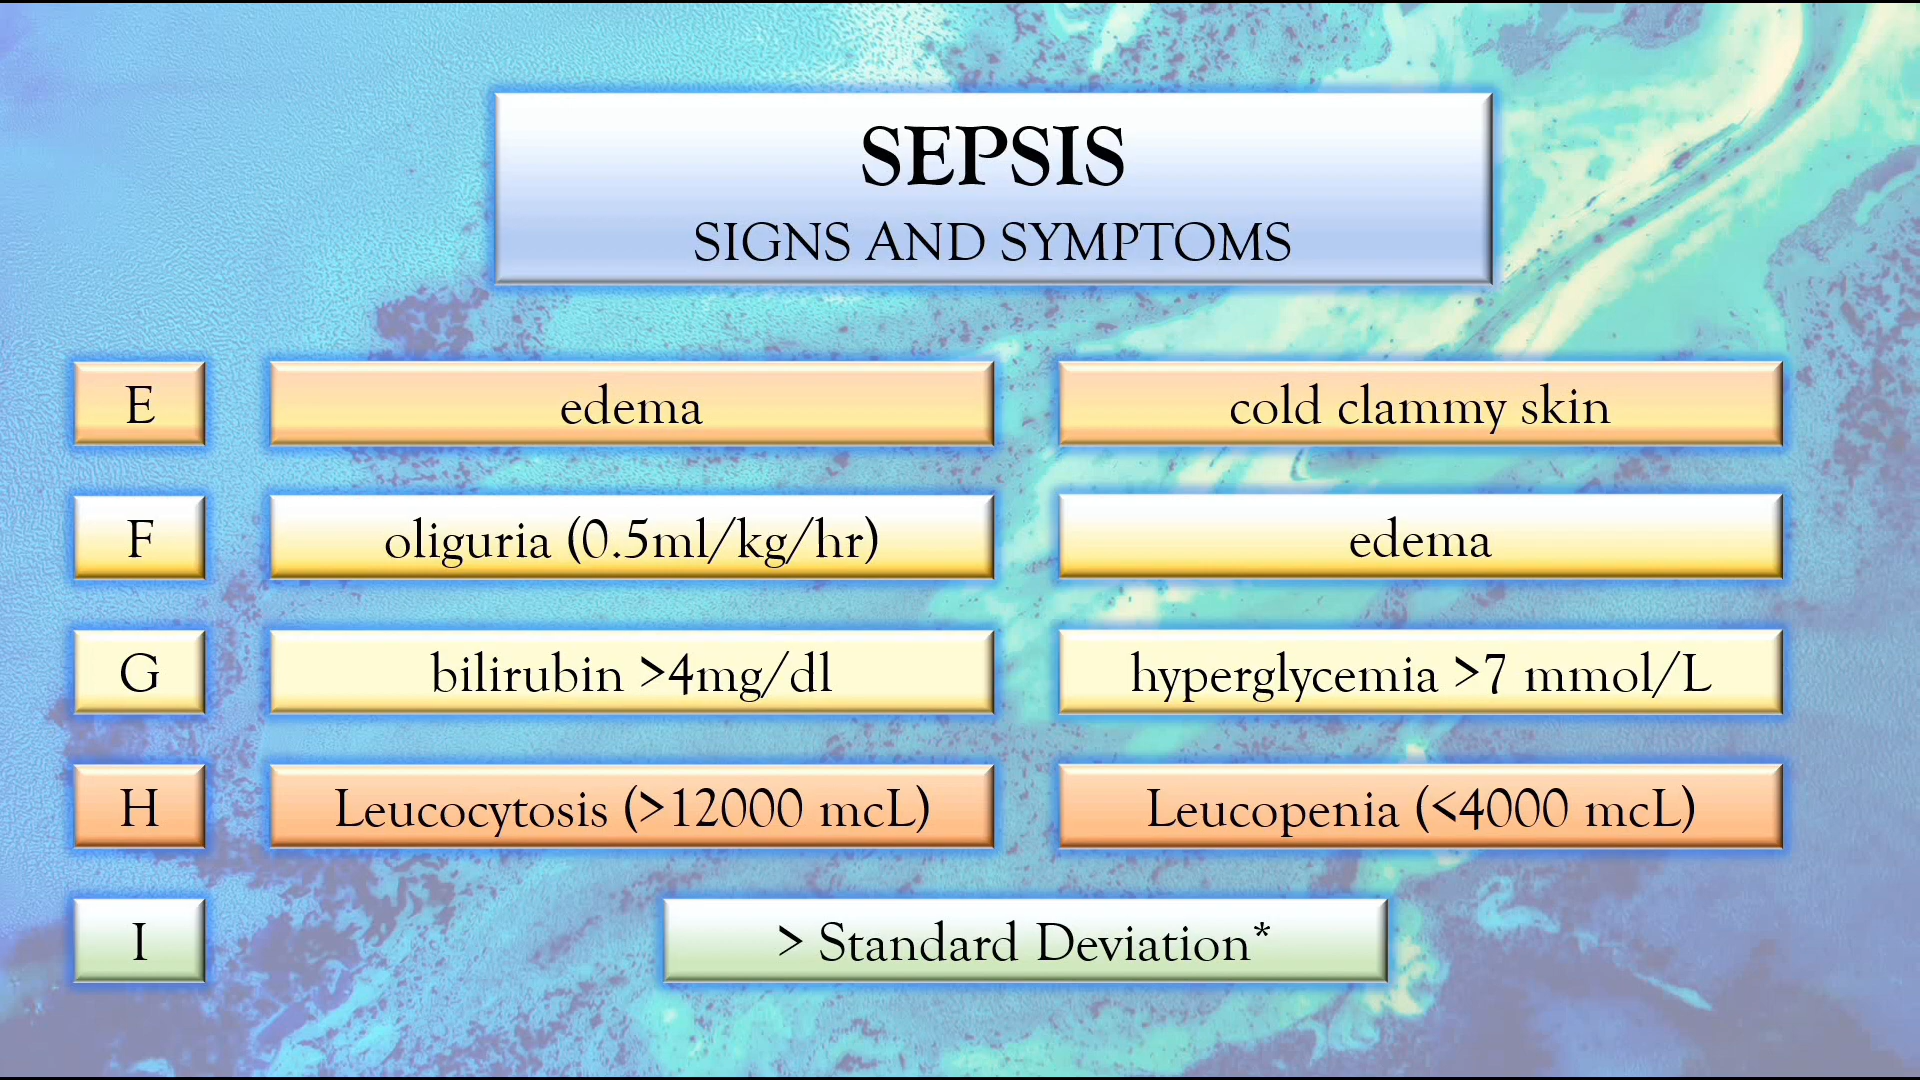 SEPSIS
SIGNS AND SYMPTOMS
E edema cold clammy skin
F oliguria (0.5ml/kg/hr) edema
G bilirubin >4mg/dl hyperglycemia >7 mmol/L
H Leucocytosis (>12000 mcL) Leucopenia (<4000 mcL)
I > Standard Deviation*